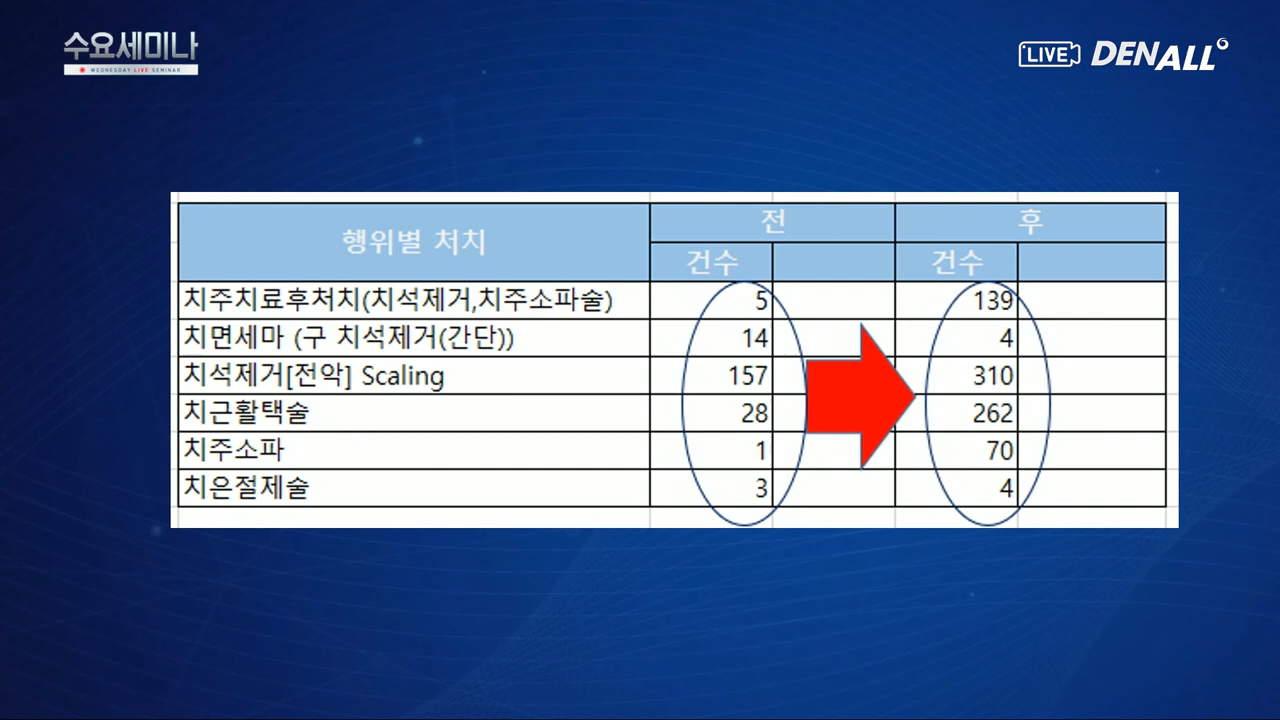 수요세미나
WEDNESDAY LIVE SEMINAR
LIVE DENALL
행위별 처치 전 후
건수 건수
치주치료후처치(치석제거,치주소파술) 5 139
치면세마 (구 치석제거(간단)) 14 4
치석제거[전악] Scaling 157 310
치근활택술 28 262
치주소파 1 70
치은절제술 3 4